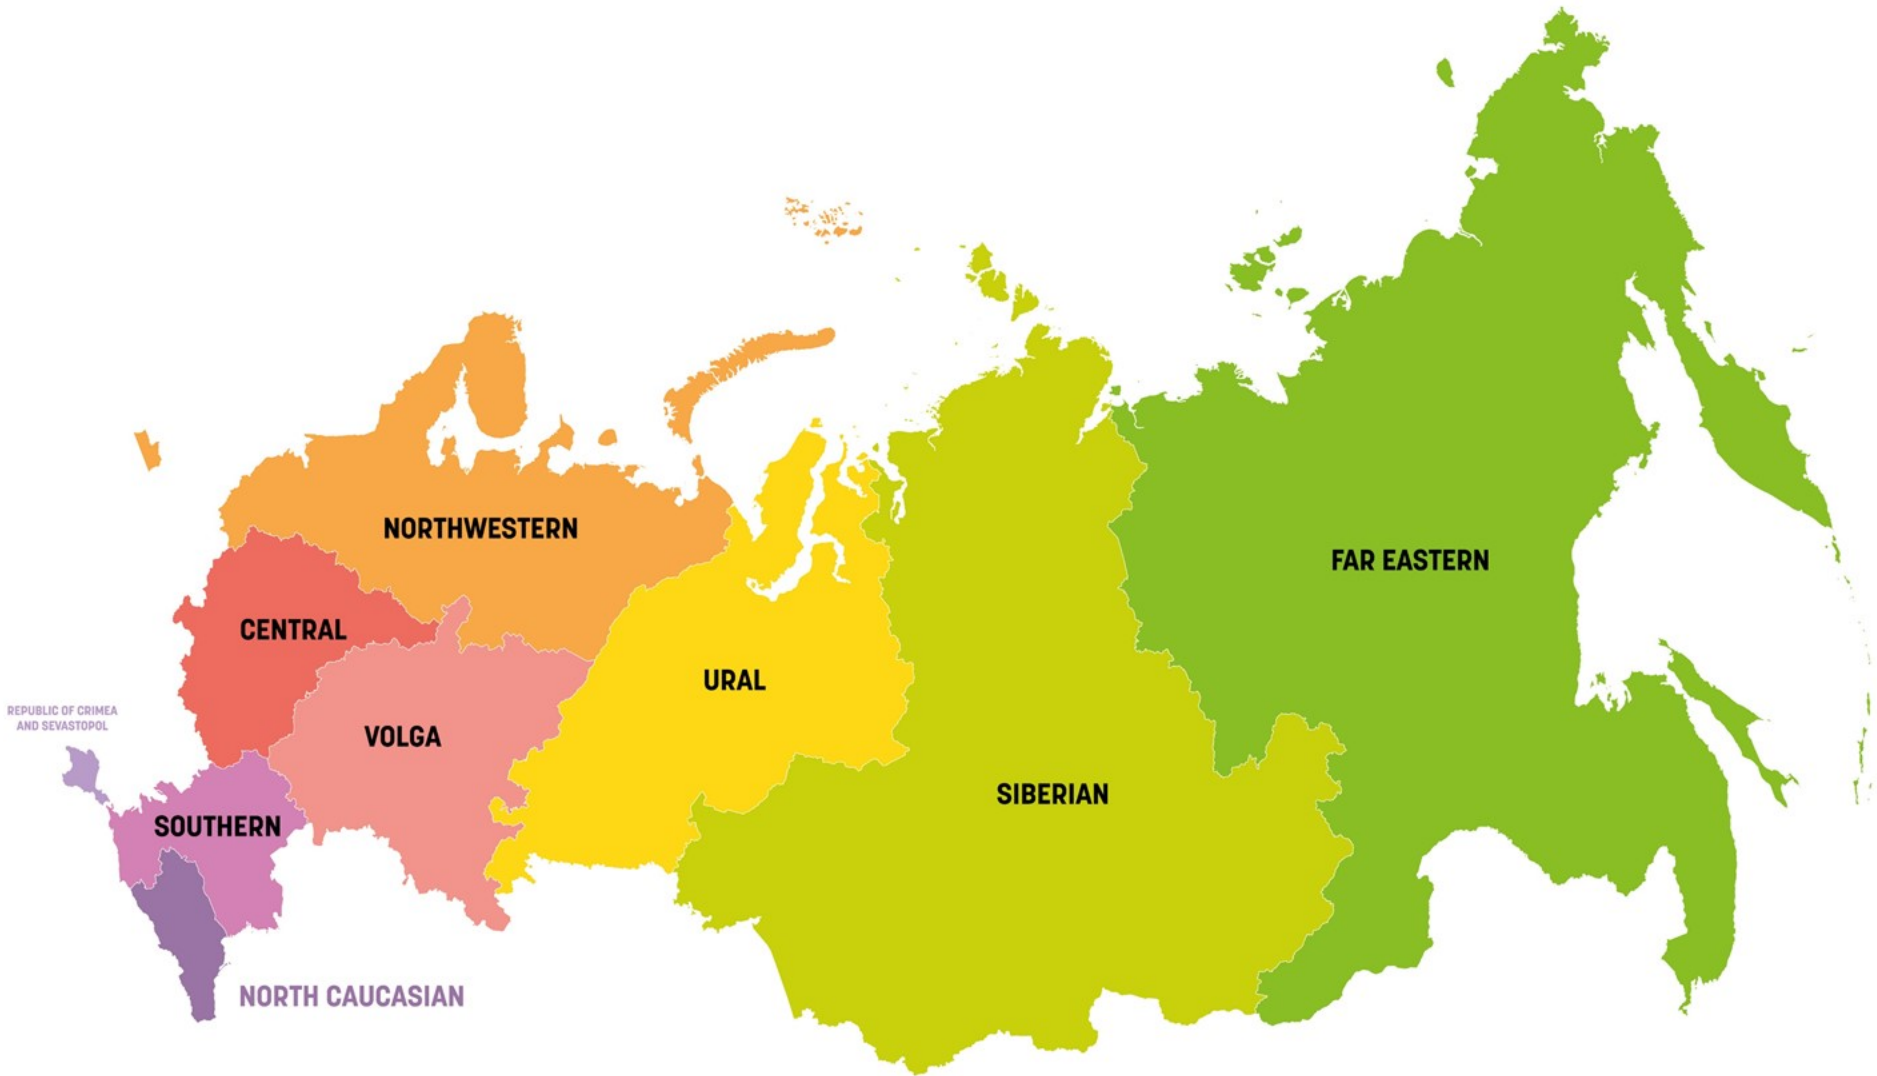 NORTHWESTERN
FAR EASTERN
CENTRAL
URAL
REPUBLIC OF CRIMEA
AND SEVASTOPOL
VOLGA
SIBERIAN
SOUTHERN
NORTH CAUCASIAN